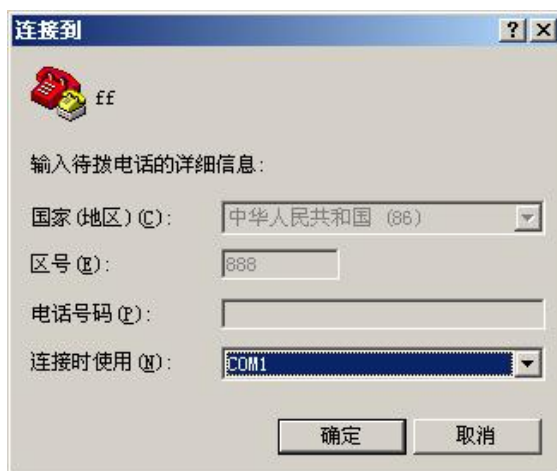 连接到
ff
输入待拨电话的详细信息:
国家(地区)(C): 中华人民共和国 (86)
区号(E): 888
电话号码(P):
连接时使用(N): COM1
确定 取消